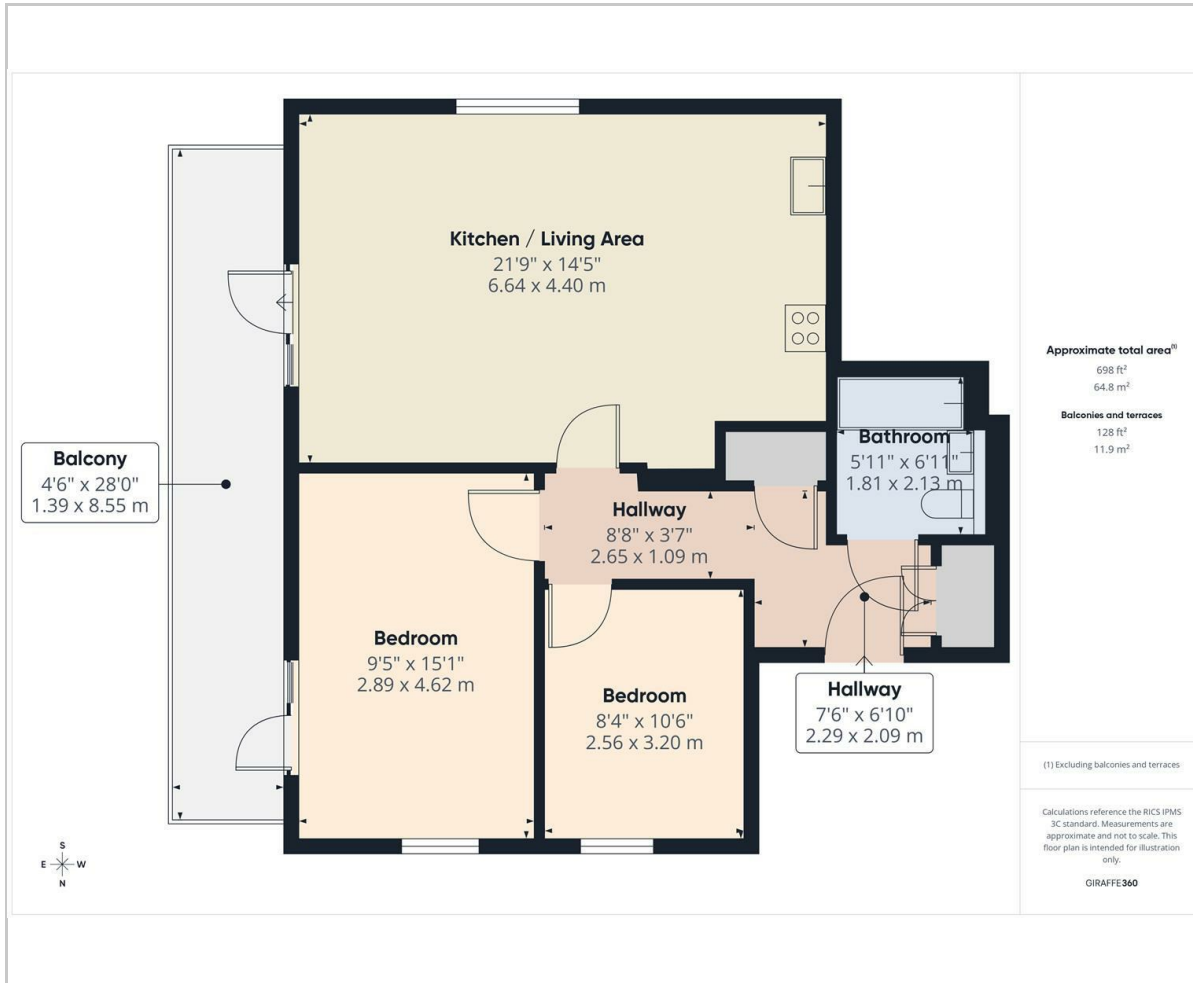 Kitchen / Living Area
21'9" x 14'5"
6.64 x 4.40 m
Balcony
4'6" x 28'0"
1.39 x 8.55 m
Bathroom
5'11" x 6'11"
1.81 x 2.13 m
Hallway
8'8" x 3'7"
2.65 x 1.09 m
Bedroom
9'5" x 15'1"
2.89 x 4.62 m
Bedroom
8'4" x 10'6"
2.56 x 3.20 m
Hallway
7'6" x 6'10"
2.29 x 2.09 m
S
E W
N
Approximate total area(1)
698 ft²
64.8 m²
Balconies and terraces
128 ft²
11.9 m²
(1) Excluding balconies and terraces
Calculations reference the RICS IPMS
3C standard. Measurements are
approximate and not to scale. This
floor plan is intended for illustration
only.
GIRAFFE360